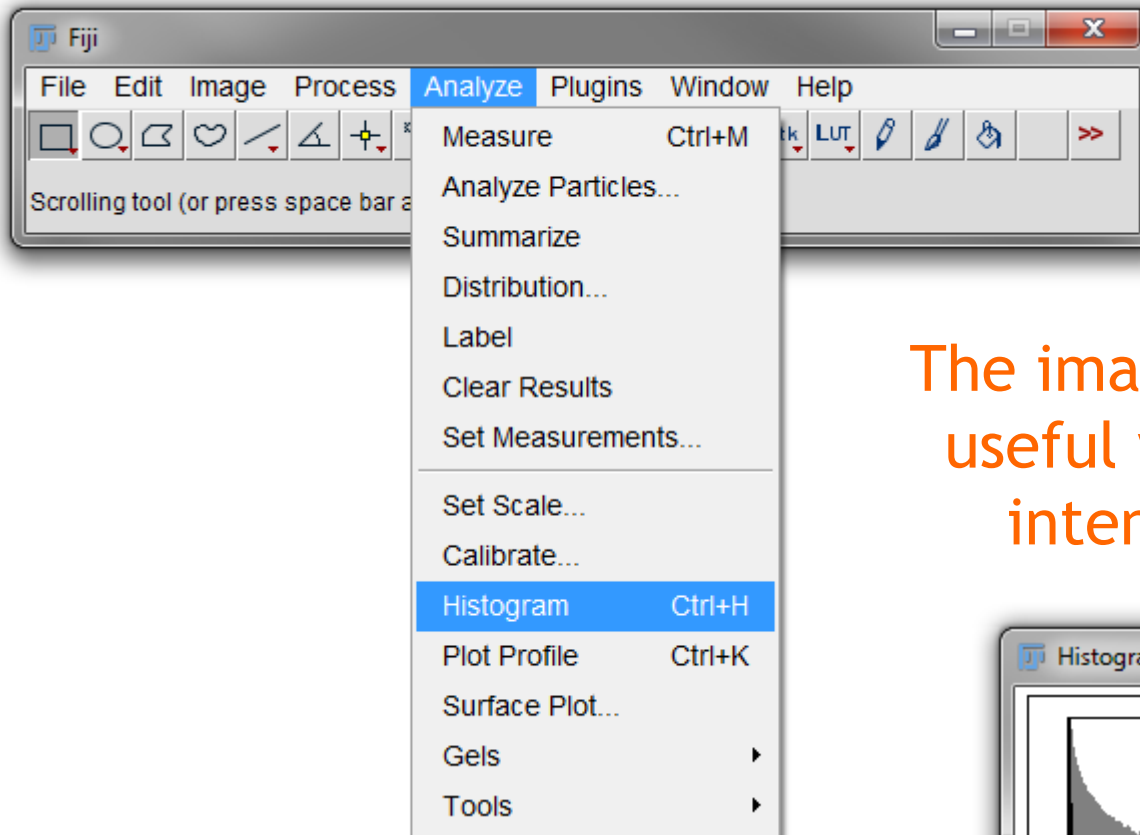 Fiji
File Edit Image Process Analyze Plugins Window Help
LUT
Scrolling tool (or press space bar
Measure Ctrl+M
Analyze Particles...
Summarize
Distribution...
Label
Clear Results
Set Measurements...
Set Scale...
Calibrate...
Histogram Ctrl+H
Plot Profile Ctrl+K
Surface Plot...
Gels
Tools
The ima
useful
inter
Histogra